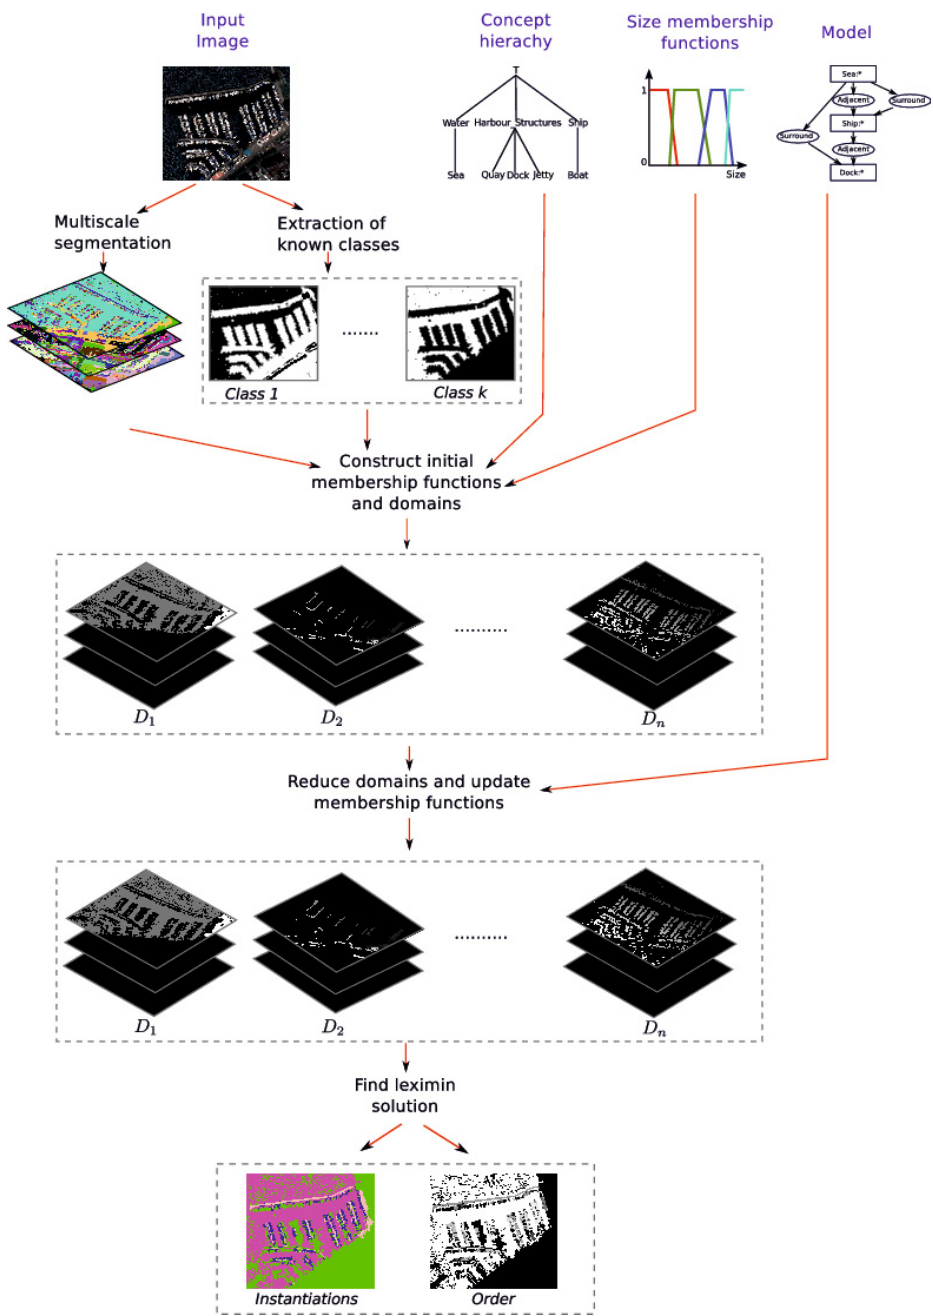 Input
Image
Concept
hierachy
Size membership
functions
Model
T
Water Harbour Structures Ship
Sea Quay Dock Jetty Boat
1
0
Size
Sea:*
Adjacent
Surround
Ship:*
Surround
Adjacent
Dock:*
Multiscale
segmentation
Extraction of
known classes
.......
Class 1
Class k
Construct initial
membership functions
and domains
..........
D1
D2
Dn
Reduce domains and update
membership functions
..........
D1
D2
Dn
Find leximin
solution
Instantiations
Order